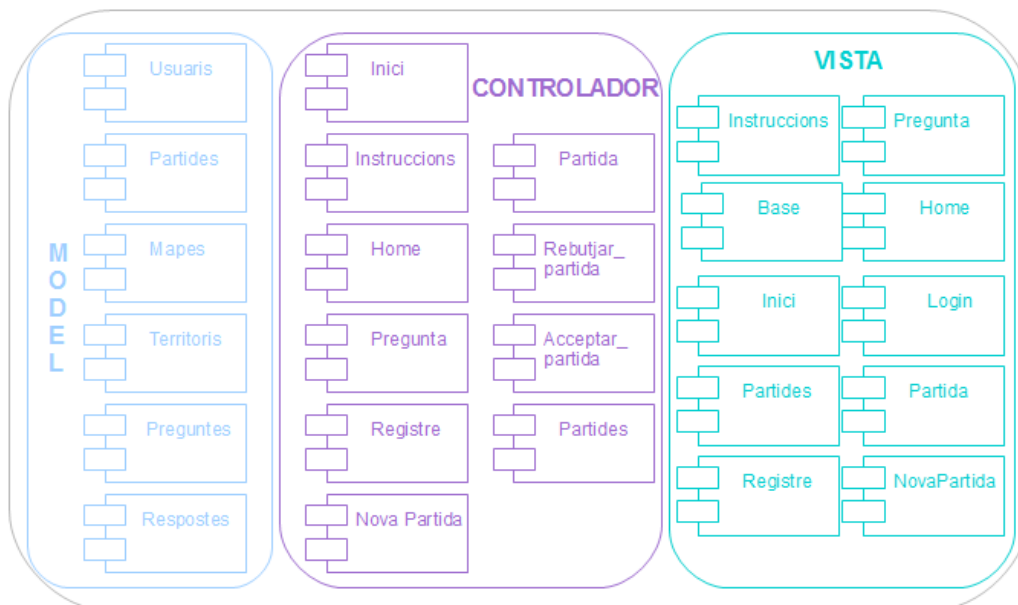 MODEL
Usuaris
Partides
Mapes
Territoris
Preguntes
Respostes
CONTROLADOR
Inici
Instruccions
Home
Pregunta
Registre
Nova Partida
Partida
Rebutjar_
partida
Acceptar_
partida
Partides
VISTA
Instruccions
Pregunta
Base
Home
Inici
Login
Partides
Partida
Registre
NovaPartida